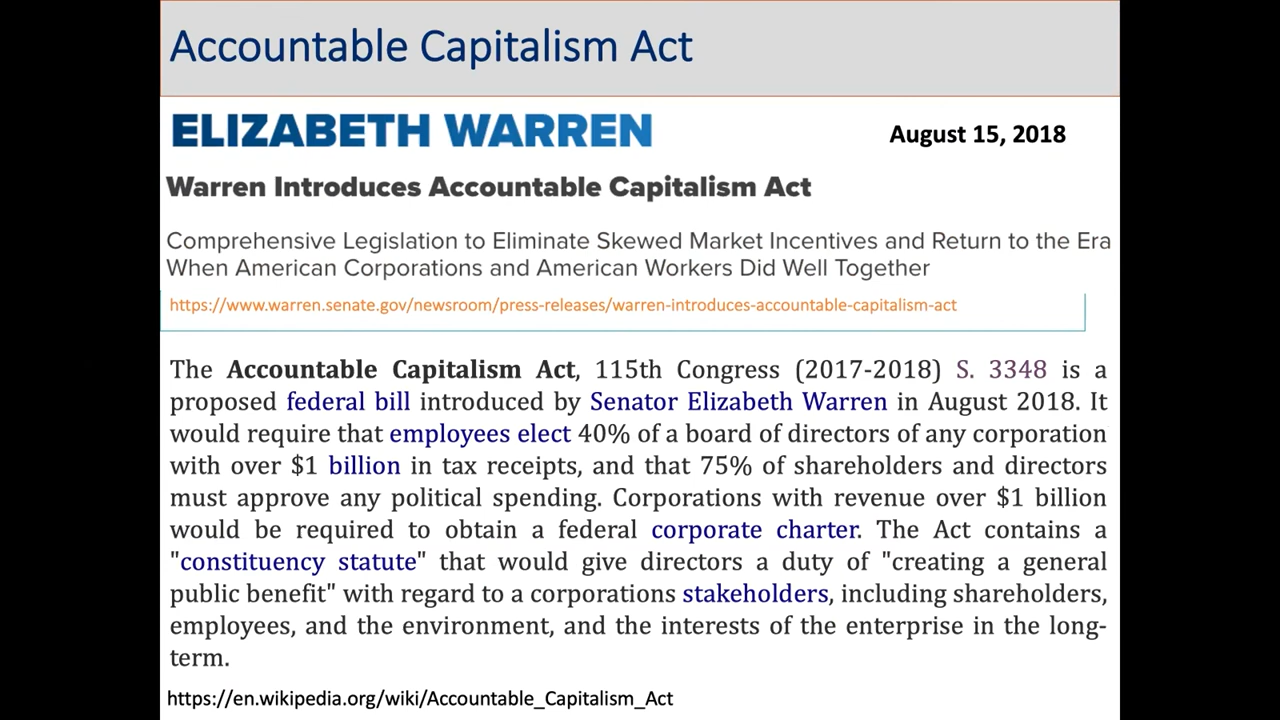 Accountable Capitalism Act
ELIZABETH WARREN
August 15, 2018
Warren Introduces Accountable Capitalism Act
Comprehensive Legislation to Eliminate Skewed Market Incentives and Return to the Era
When American Corporations and American Workers Did Well Together
https://www.warren.senate.gov/newsroom/press-releases/warren-introduces-accountable-capitalism-act
The Accountable Capitalism Act, 115th Congress (2017-2018) S. 3348 is a
proposed federal bill introduced by Senator Elizabeth Warren in August 2018. It
would require that employees elect 40% of a board of directors of any corporation
with over $1 billion in tax receipts, and that 75% of shareholders and directors
must approve any political spending. Corporations with revenue over $1 billion
would be required to obtain a federal corporate charter. The Act contains a
"constituency statute" that would give directors a duty of "creating a general
public benefit" with regard to a corporations stakeholders, including shareholders,
employees, and the environment, and the interests of the enterprise in the long-
term.
https://en.wikipedia.org/wiki/Accountable_Capitalism_Act